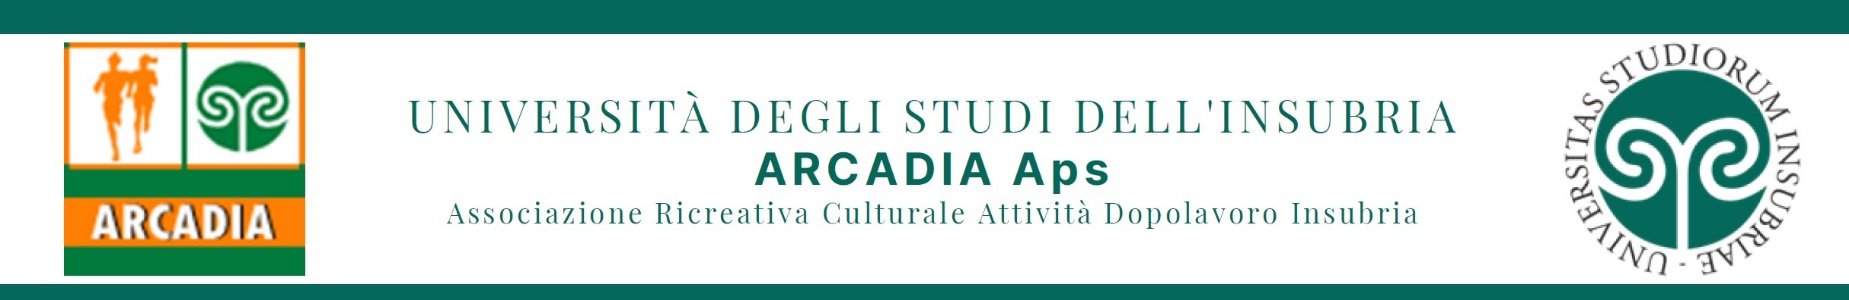 ARCADIA
UNIVERSITÀ DEGLI STUDI DELL'INSUBRIA
ARCADIA Aps
Associazione Ricreativa Culturale Attività Dopolavoro Insubria
UNIVERSITAS STUDIORUM INSUBRIAE -